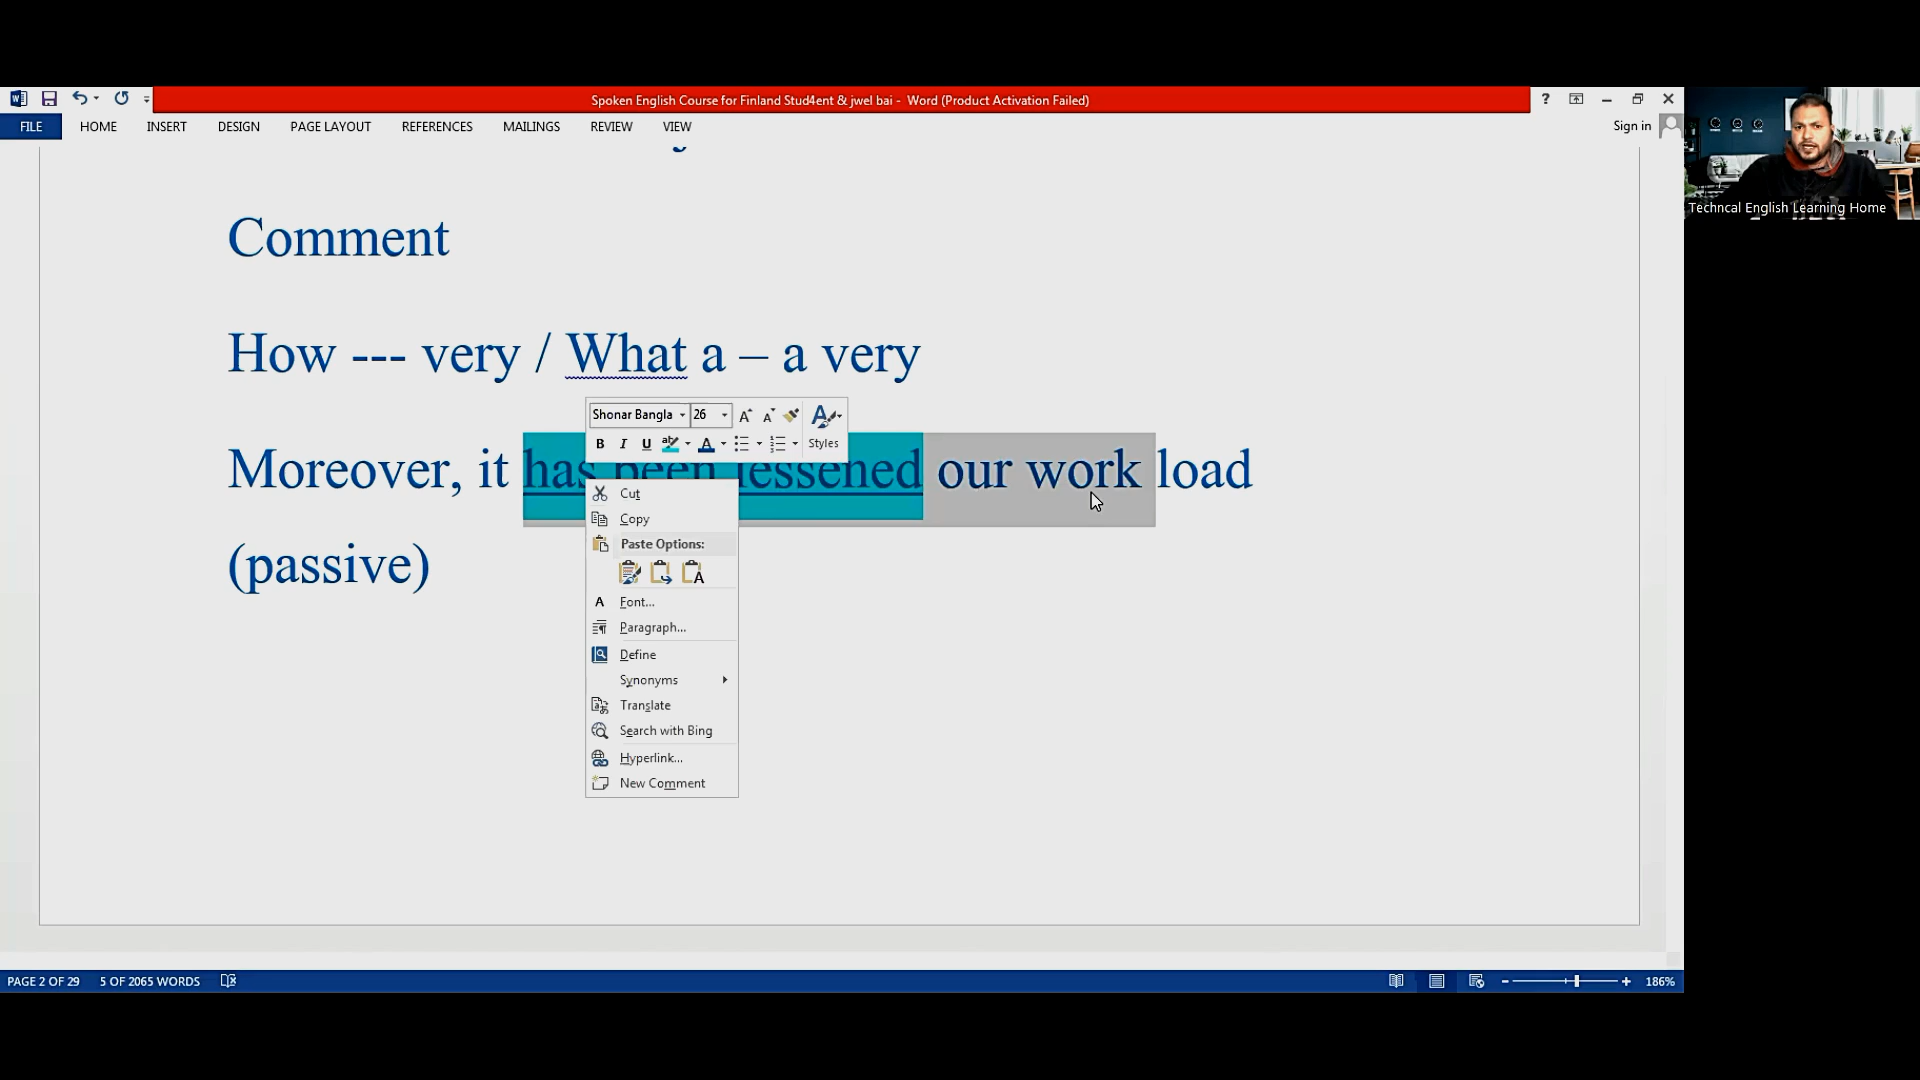 Spoken English Course for Finland Stud4ent & jwel bai - Word (Product Activation Failed)
?
FILE HOME INSERT DESIGN PAGE LAYOUT REFERENCES MAILINGS REVIEW VIEW
Sign in
Techncal English Learning Home
Comment
How --- very / What a – a very
Shonar Bangla 26
B I U Styles
Moreover, it has been lessened our work load
(passive)
Cut
Copy
Paste Options:
Font...
Paragraph...
Define
Synonyms
Translate
Search with Bing
Hyperlink...
New Comment
PAGE 2 OF 29 5 OF 2065 WORDS 186%